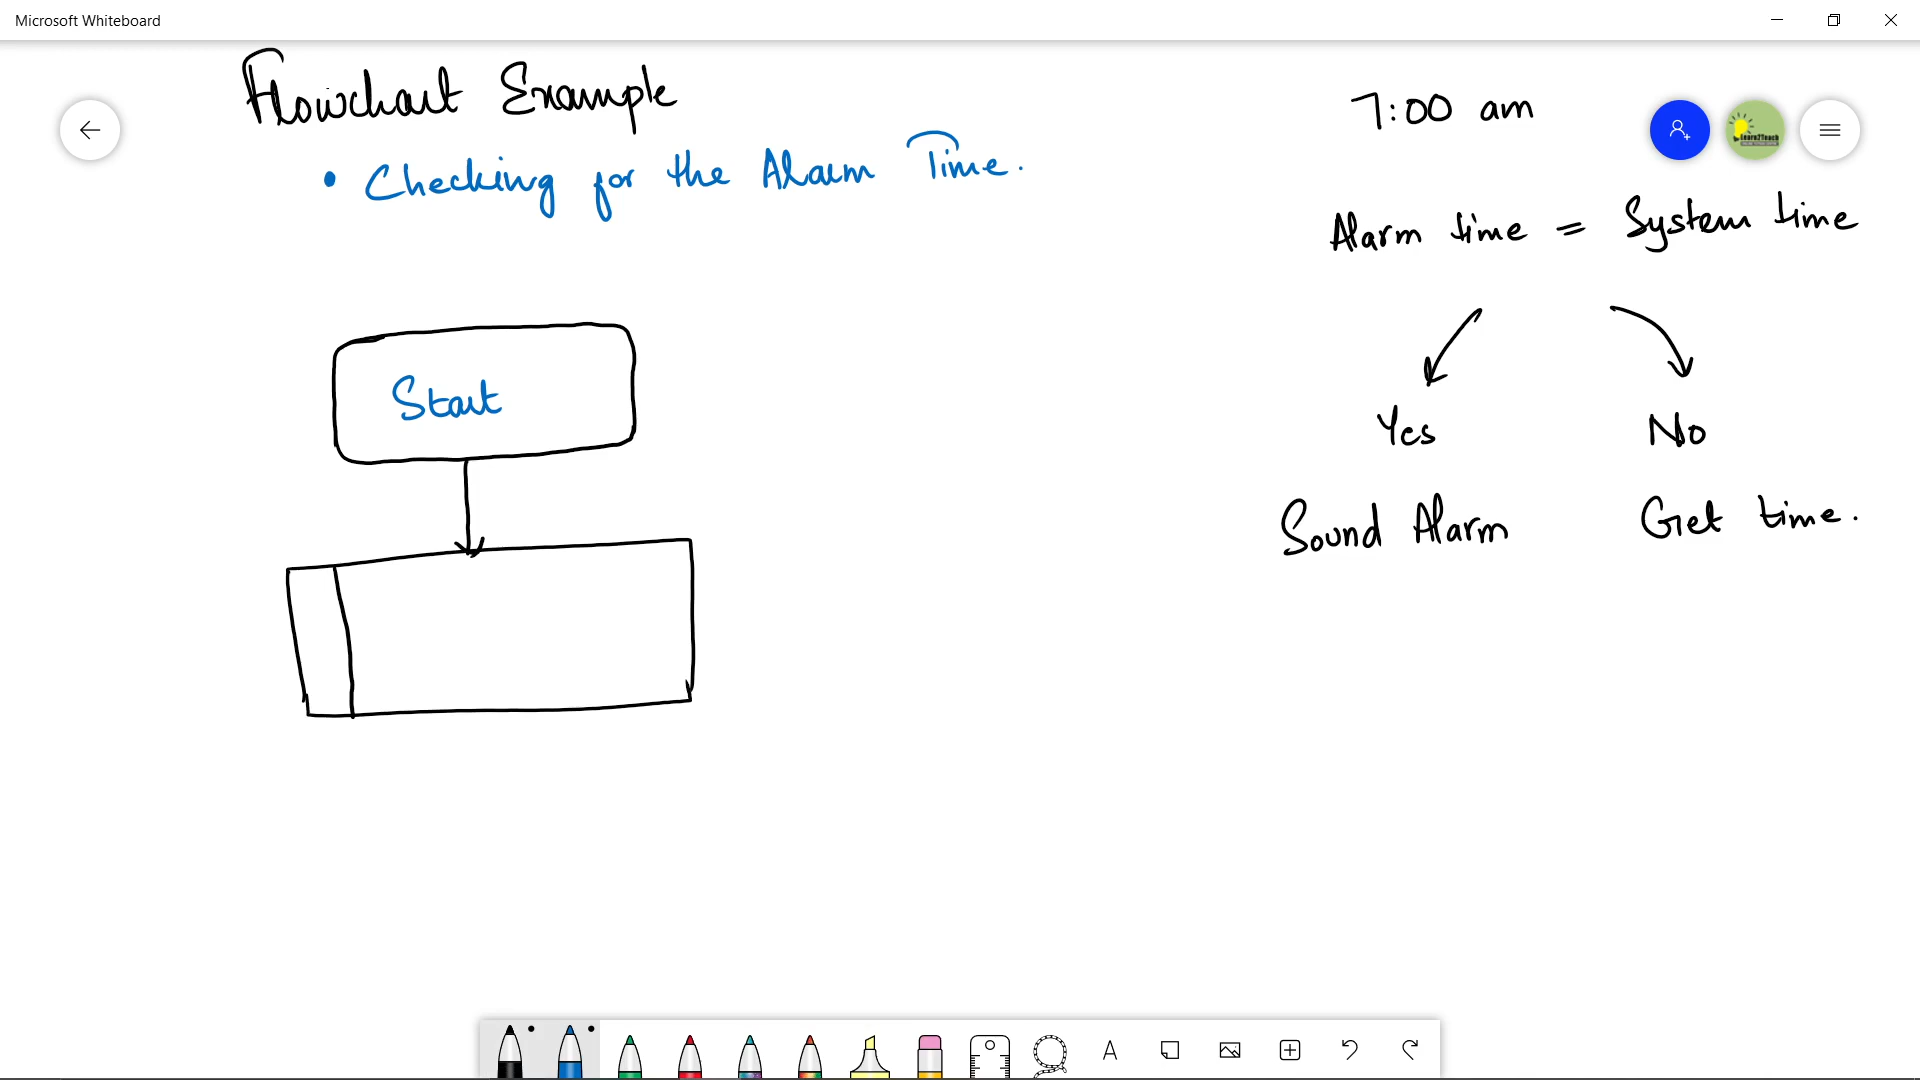 Microsoft Whiteboard
Flowchart Example
• Checking for the Alarm Time.
7:00 am
Learn2Teach
Alarm time = System time
Start
Yes
No
Sound Alarm
Get time.
A